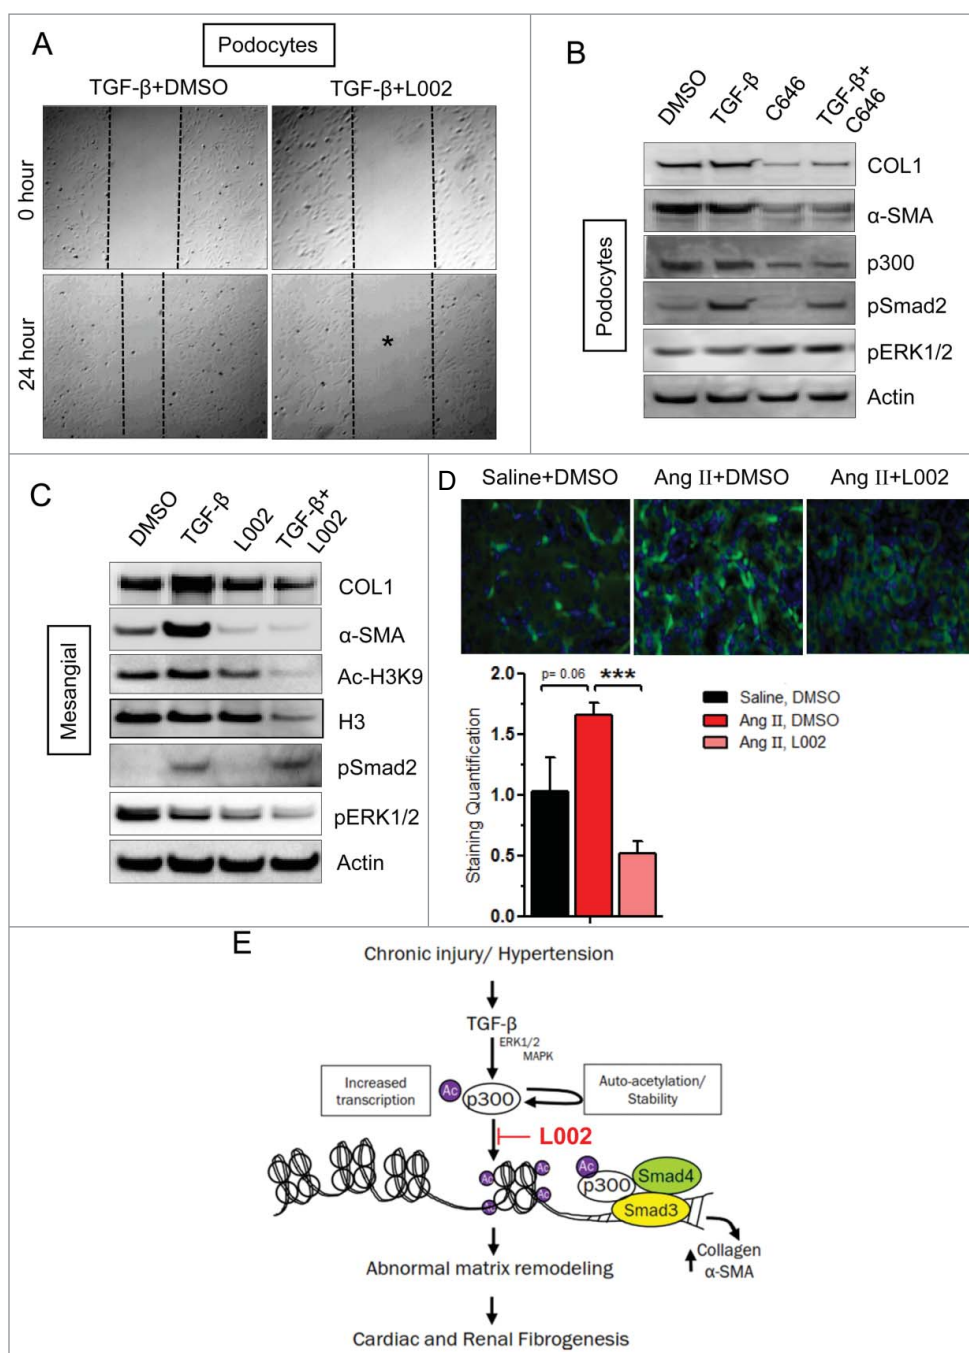 A
Podocytes
TGF-β+DMSO
TGF-β+L002
0 hour
24 hour
*
B
DMSO
TGF-β
C646
TGF-β+
C646
Podocytes
COL1
α-SMA
p300
pSmad2
pERK1/2
Actin
C
DMSO
TGF-β
L002
TGF-β+
L002
Mesangial
COL1
α-SMA
Ac-H3K9
H3
pSmad2
pERK1/2
Actin
D
Saline+DMSO
Ang II+DMSO
Ang II+L002
Staining Quantification
2.0
1.5
1.0
0.5
0.0
p= 0.06
***
Saline, DMSO
Ang II, DMSO
Ang II, L002
E
Chronic injury/ Hypertension
TGF-β
ERK1/2
MAPK
Increased
transcription
Ac
p300
Auto-acetylation/
Stability
L002
Ac
Ac
Ac
Ac
Ac
p300
Smad4
Smad3
Collagen
α-SMA
Abnormal matrix remodeling
Cardiac and Renal Fibrogenesis